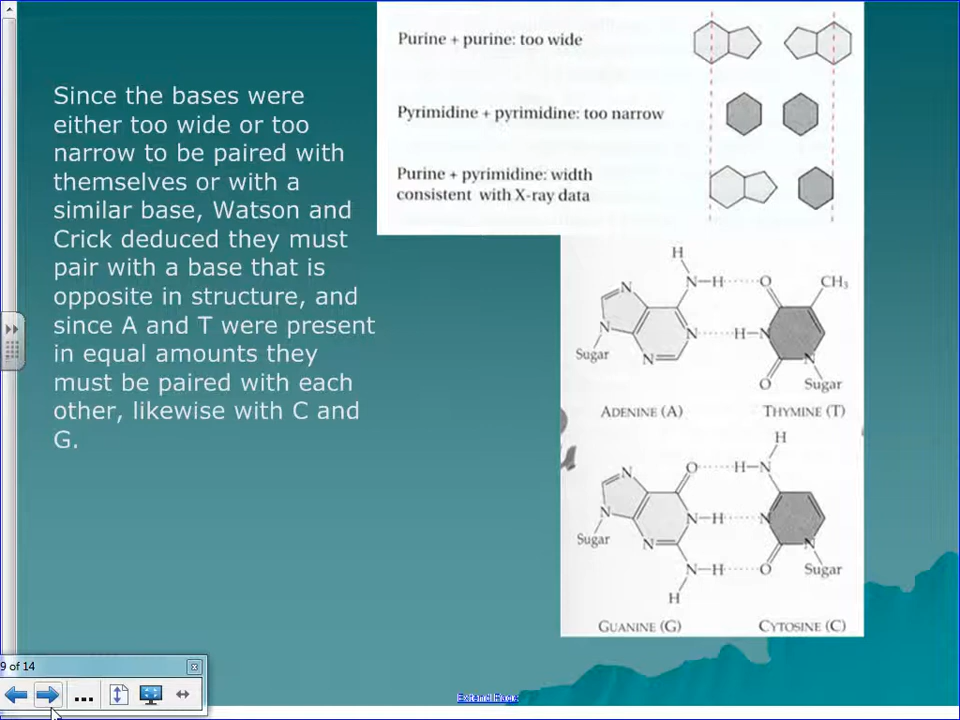 Since the bases were
either too wide or too
narrow to be paired with
themselves or with a
similar base, Watson and
Crick deduced they must
pair with a base that is
opposite in structure, and
since A and T were present
in equal amounts they
must be paired with each
other, likewise with C and
G.
Purine + purine: too wide
Pyrimidine + pyrimidine: too narrow
Purine + pyrimidine: width
consistent with X-ray data
H
N N–H O CH₃
N N H–N
Sugar N N
O Sugar
ADENINE (A) THYMINE (T)
H
N O H–N
N N–H N
Sugar N N
N–H O Sugar
H
GUANINE (G) CYTOSINE (C)
9 of 14
Extend Page